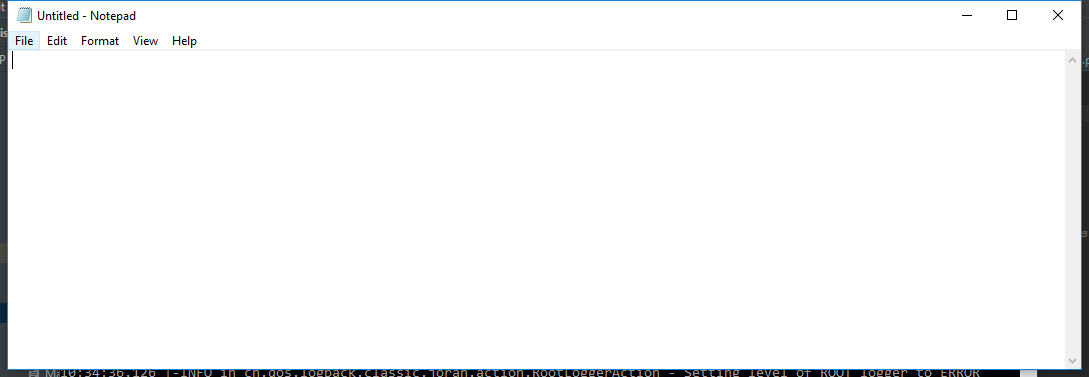 Untitled - Notepad
File Edit Format View Help
10:34:36.126 |-INFO in ch.qos.logback.classic.joran.action.RootLoggerAction - Setting level of ROOT logger to ERROR